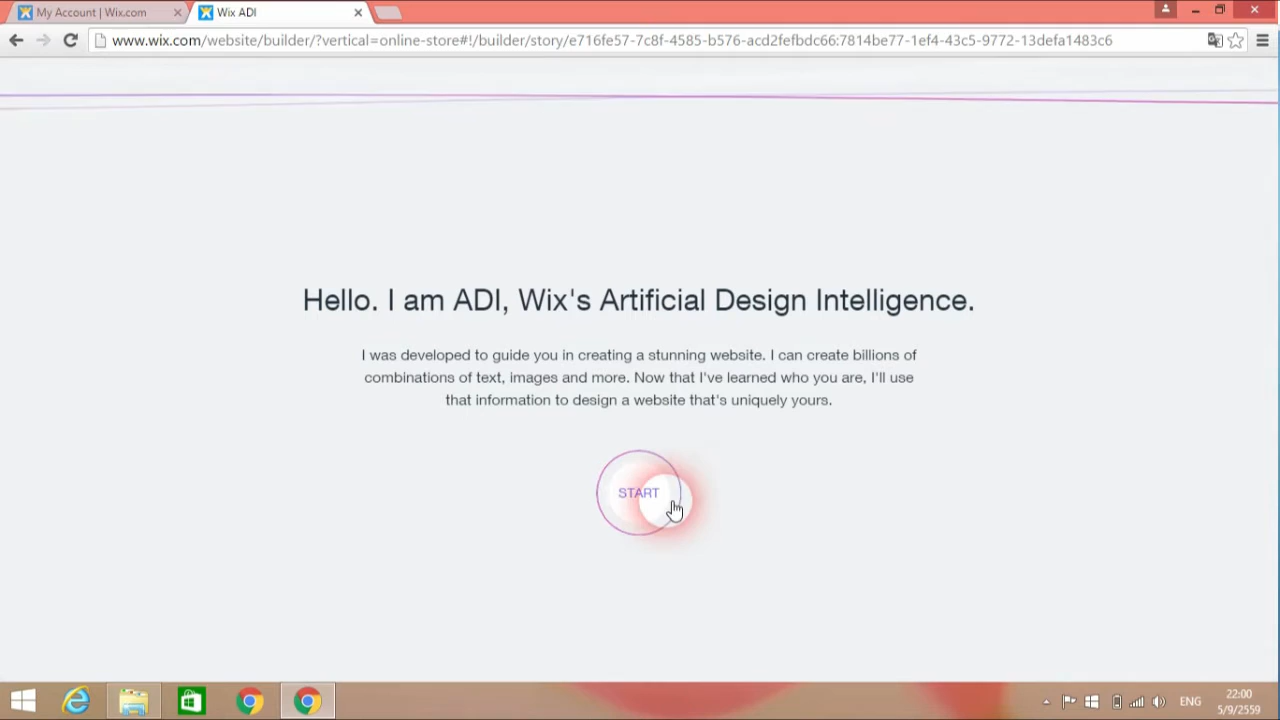 My Account | Wix.com
Wix ADI
www.wix.com/website/builder/?vertical=online-store#!/builder/story/e716fe57-7c8f-4585-b576-acd2fefbdc66:7814be77-1ef4-43c5-9772-13defa1483c6
Hello. I am ADI, Wix's Artificial Design Intelligence.
I was developed to guide you in creating a stunning website. I can create billions of
combinations of text, images and more. Now that I've learned who you are, I'll use
that information to design a website that's uniquely yours.
START
ENG
22:00
5/9/2559